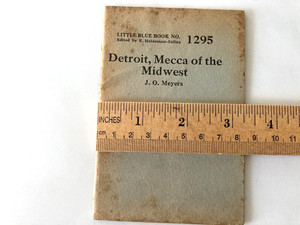 LITTLE BLUE BOOK NO. 1295
Edited by E. Haldeman-Julius
Detroit, Mecca of the
Midwest
J. O. Meyers
INCHES 1 2 3 4
1 2 3 4 5 6 7 8 9 10 11